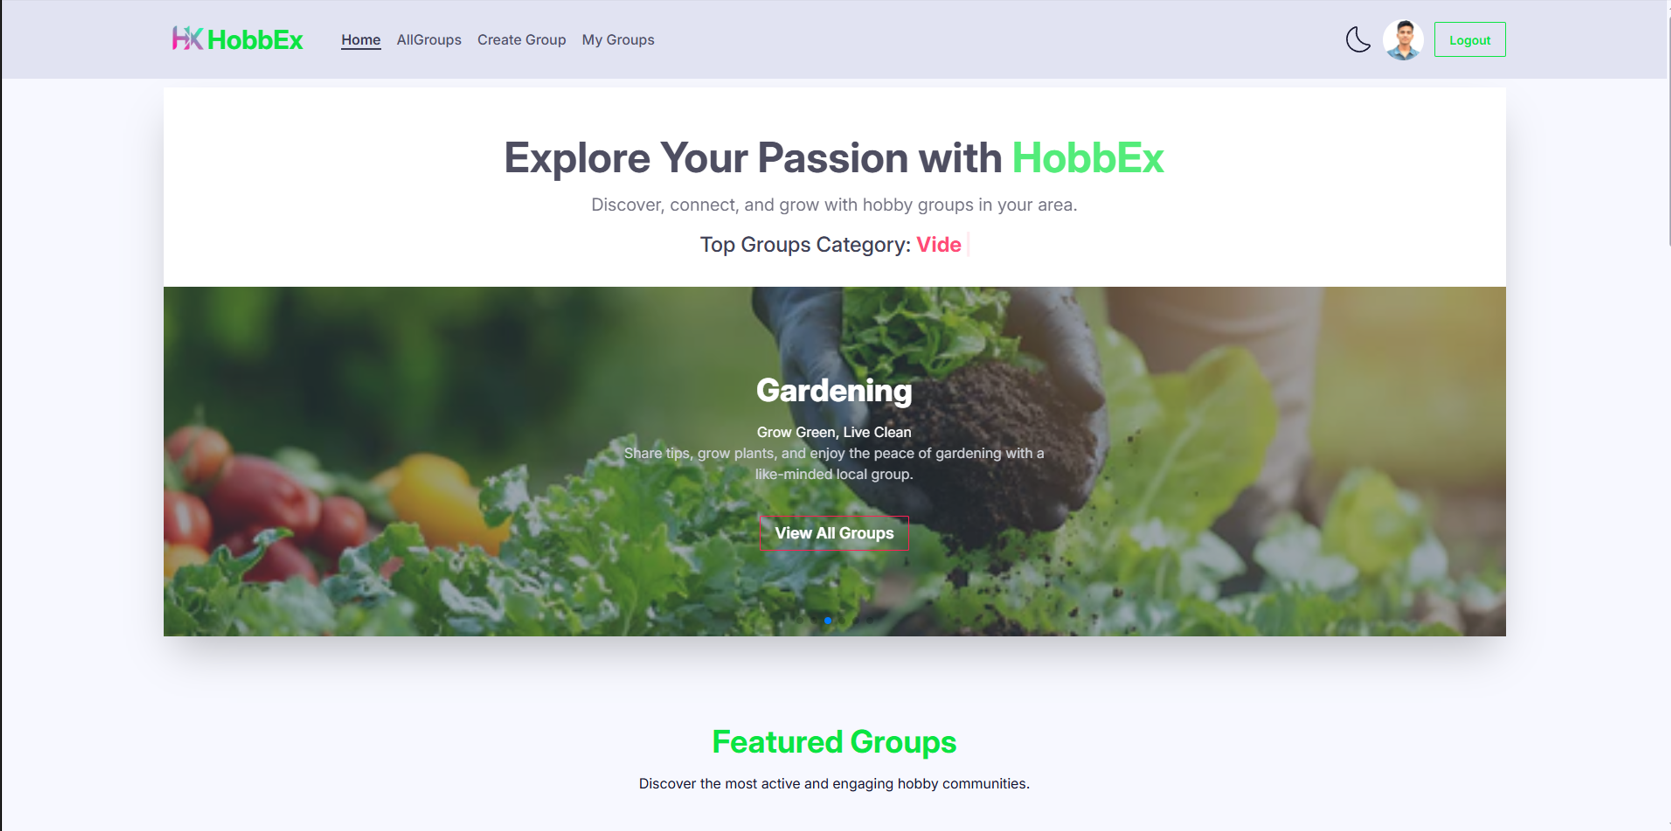 HX HobbEx Home AllGroups Create Group My Groups Logout
Explore Your Passion with HobbEx
Discover, connect, and grow with hobby groups in your area.
Top Groups Category: Vide
Gardening
Grow Green, Live Clean
Share tips, grow plants, and enjoy the peace of gardening with a
like-minded local group.
View All Groups
Featured Groups
Discover the most active and engaging hobby communities.